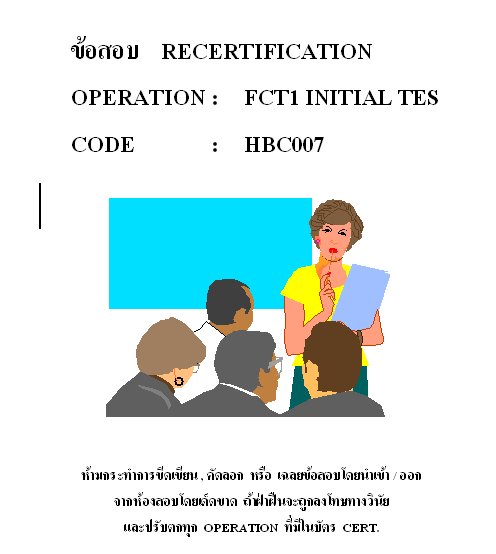 ข้อสอบ RECERTIFICATION
OPERATION : FCT1 INITIAL TES
CODE : HBC007
ห้ามกระทำการขีดเขียน , คัดลอก หรือ เฉลยข้อสอบโดยนำเข้า / ออก
จากห้องสอบโดยเด็ดขาด ถ้าฝ่าฝืนจะถูกลงโทษทางวินัย
และปรับตกทุก OPERATION ที่มีในบัตร CERT.